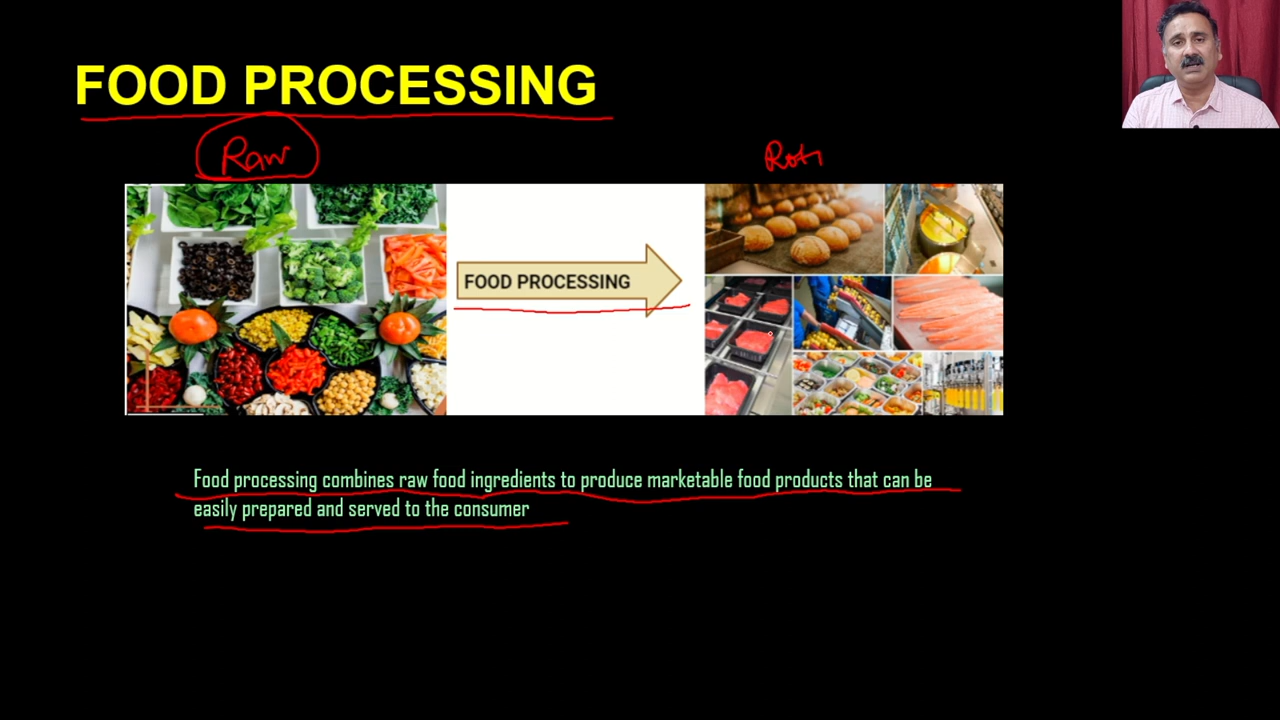 FOOD PROCESSING
Raw
Roti
FOOD PROCESSING
Food processing combines raw food ingredients to produce marketable food products that can be
easily prepared and served to the consumer